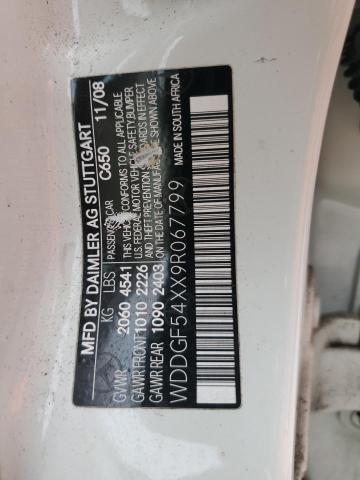 MFD BY DAIMLER AG STUTTGART
KG LBS PASSENGER CAR C650 11/08
GVWR 2060 4541 THIS VEHICLE CONFORMS TO ALL APPLICABLE
GAWR FRONT 1010 2226 U.S. FEDERAL MOTOR VEHICLE SAFETY, BUMPER
GAWR REAR 1090 2403 AND THEFT PREVENTION STANDARDS IN EFFECT
ON THE DATE OF MANUFACTURE SHOWN ABOVE
MADE IN SOUTH AFRICA
WDDGF54XX9R067799